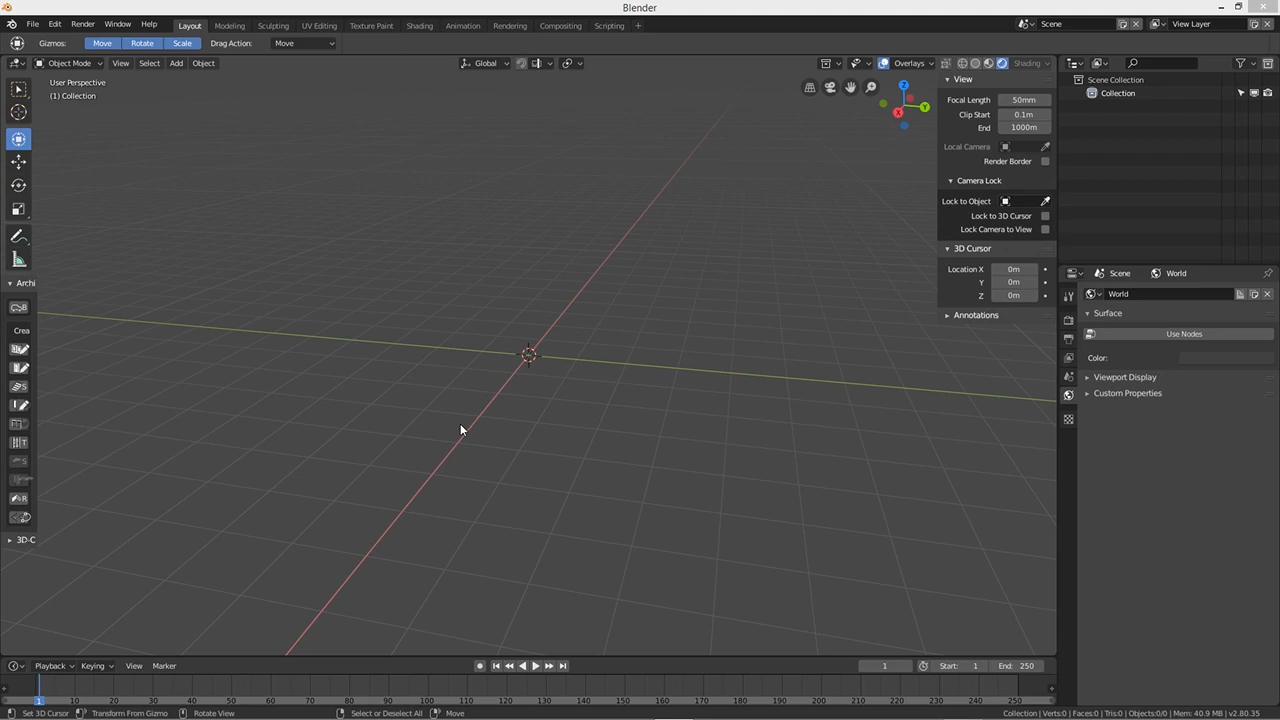 Blender
File Edit Render Window Help Layout Modeling Sculpting UV Editing Texture Paint Shading Animation Rendering Compositing Scripting + Scene View Layer
Gizmos: Move Rotate Scale Drag Action: Move
Object Mode View Select Add Object Global Overlays Shading
User Perspective
(1) Collection
Z
Y
X
View
Focal Length 50mm
Clip Start 0.1m
End 1000m
Local Camera
Render Border
Camera Lock
Lock to Object
Lock to 3D Cursor
Lock Camera to View
3D Cursor
Location X 0m
Y 0m
Z 0m
Annotations
Scene Collection
Collection
Scene World
World
Surface
Use Nodes
Color:
Viewport Display
Custom Properties
Archi
Crea
3D-C
Playback Keying View Marker 1 Start: 1 End: 250
1 10 20 30 40 50 60 70 80 90 100 110 120 130 140 150 160 170 180 190 200 210 220 230 240 250
Set 3D Cursor Transform From Gizmo Rotate View Select or Deselect All Move Collection | Verts:0 | Faces:0 | Tris:0 | Objects:0/0 | Mem: 40.9 MB | v2.80.35